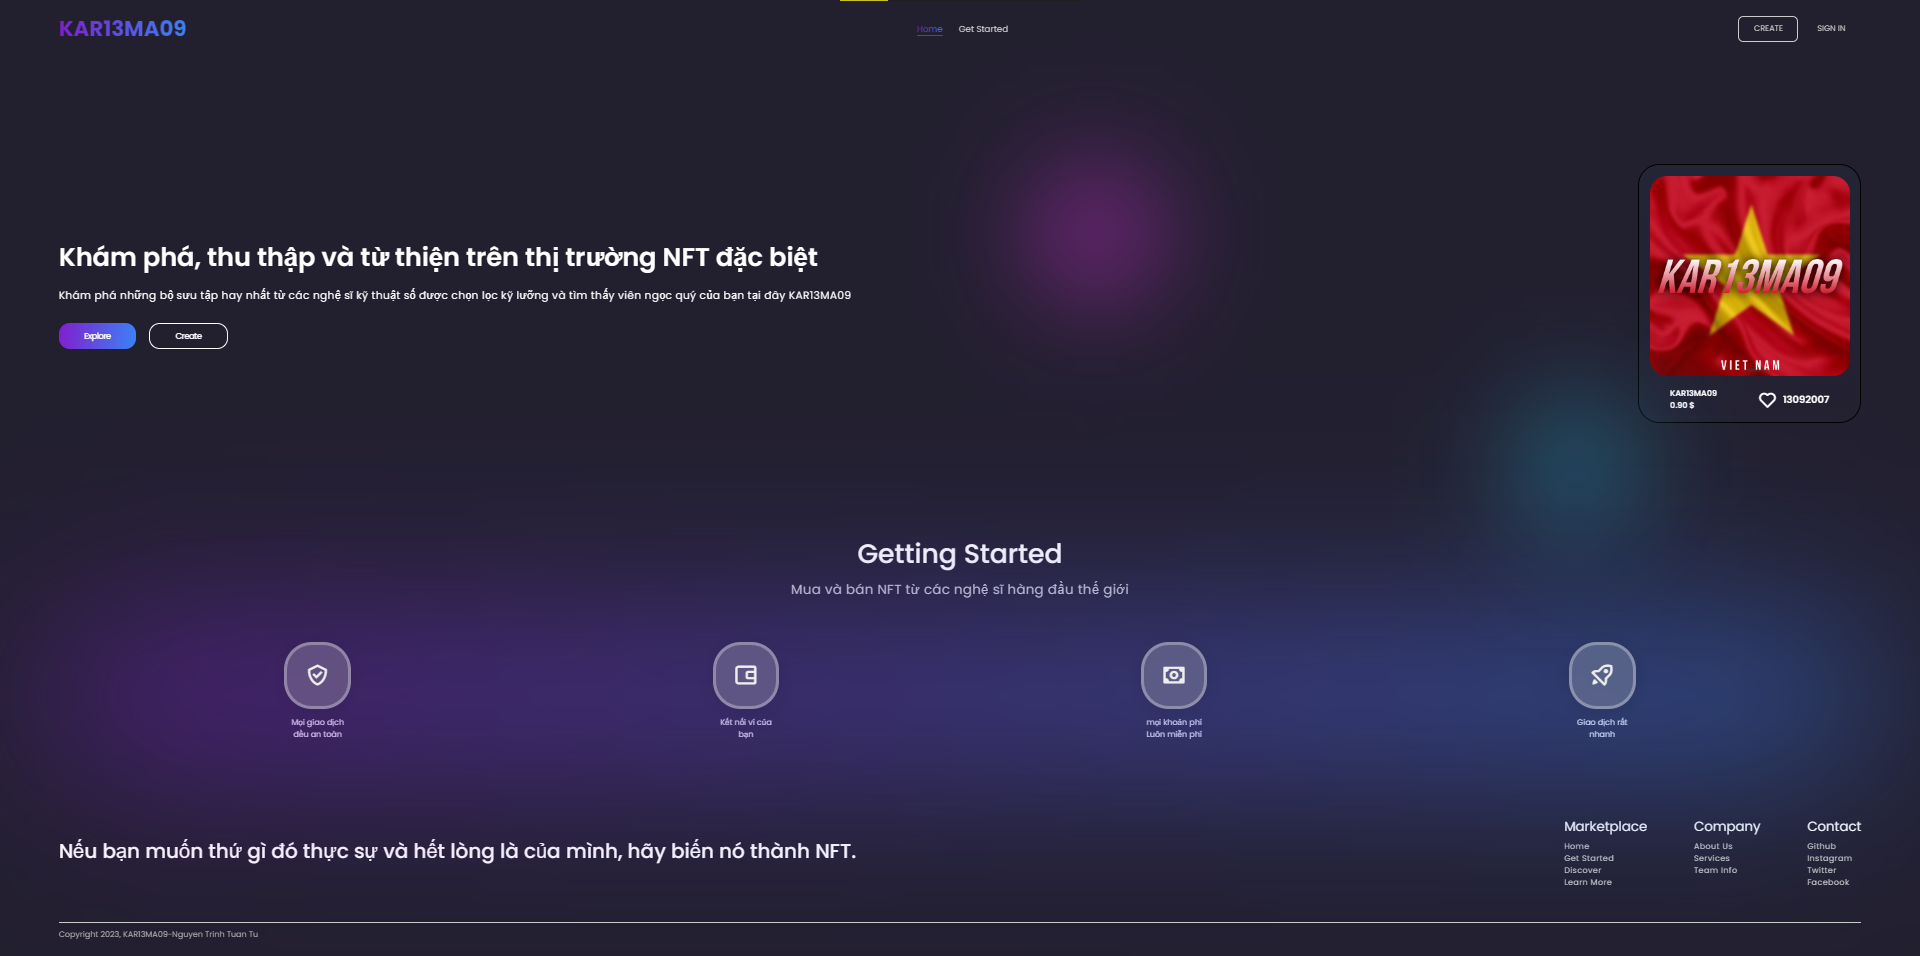 KAR13MA09
Home
Get Started
CREATE
SIGN IN
Khám phá, thu thập và từ thiện trên thị trường NFT đặc biệt
Khám phá những bộ sưu tập hay nhất từ các nghệ sĩ kỹ thuật số được chọn lọc kỹ lưỡng và tìm thấy viên ngọc quý của bạn tại đây KAR13MA09
Explore
Create
KAR13MA09
VIET NAM
KAR13MA09
0.90 $
13092007
Getting Started
Mua và bán NFT từ các nghệ sĩ hàng đầu thế giới
Mọi giao dịch
đều an toàn
Kết nối ví của
bạn
mọi khoản phí
Luôn miễn phí
Giao dịch rất
nhanh
Nếu bạn muốn thứ gì đó thực sự và hết lòng là của mình, hãy biến nó thành NFT.
Marketplace
Home
Get Started
Discover
Learn More
Company
About Us
Services
Team Info
Contact
Github
Instagram
Twitter
Facebook
Copyright 2023, KAR13MA09-Nguyen Trinh Tuan Tu